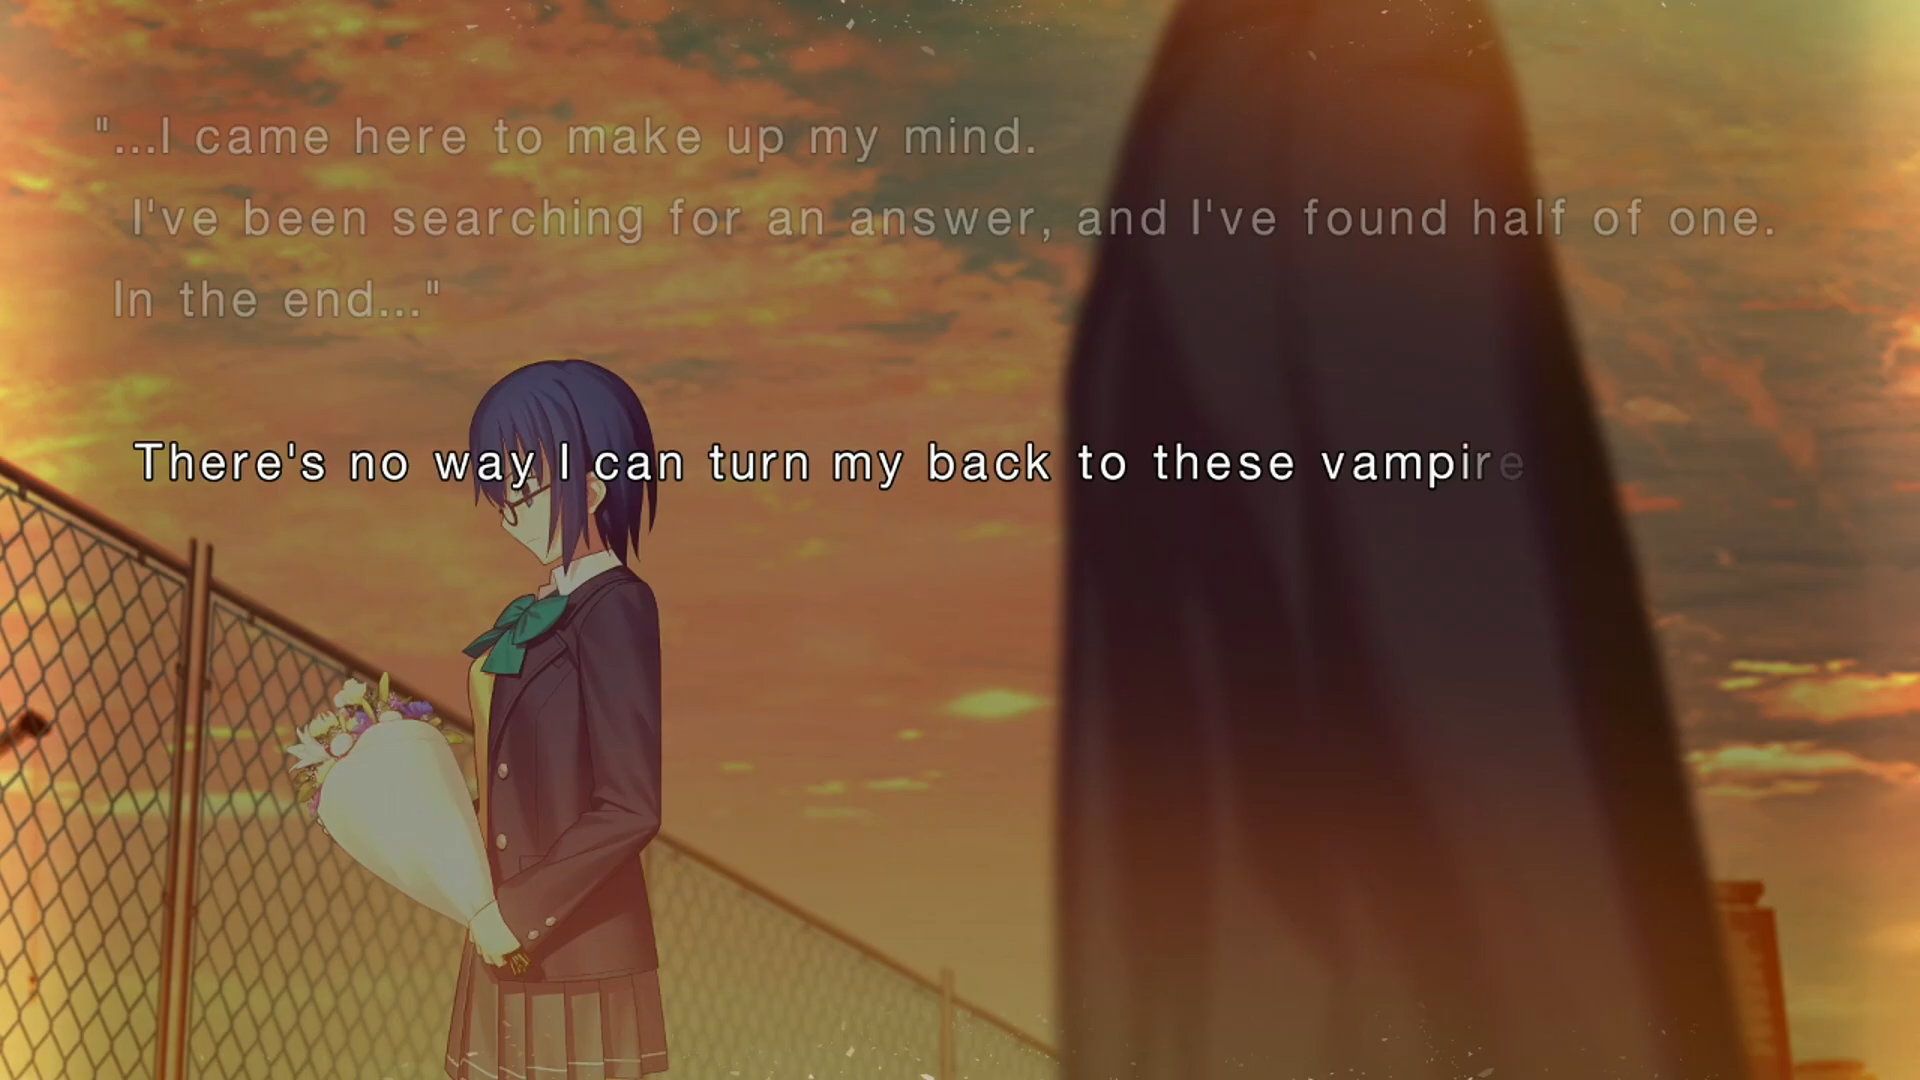 "...I came here to make up my mind.
I've been searching for an answer, and I've found half of one.
In the end..."
There's no way I can turn my back to these vampire